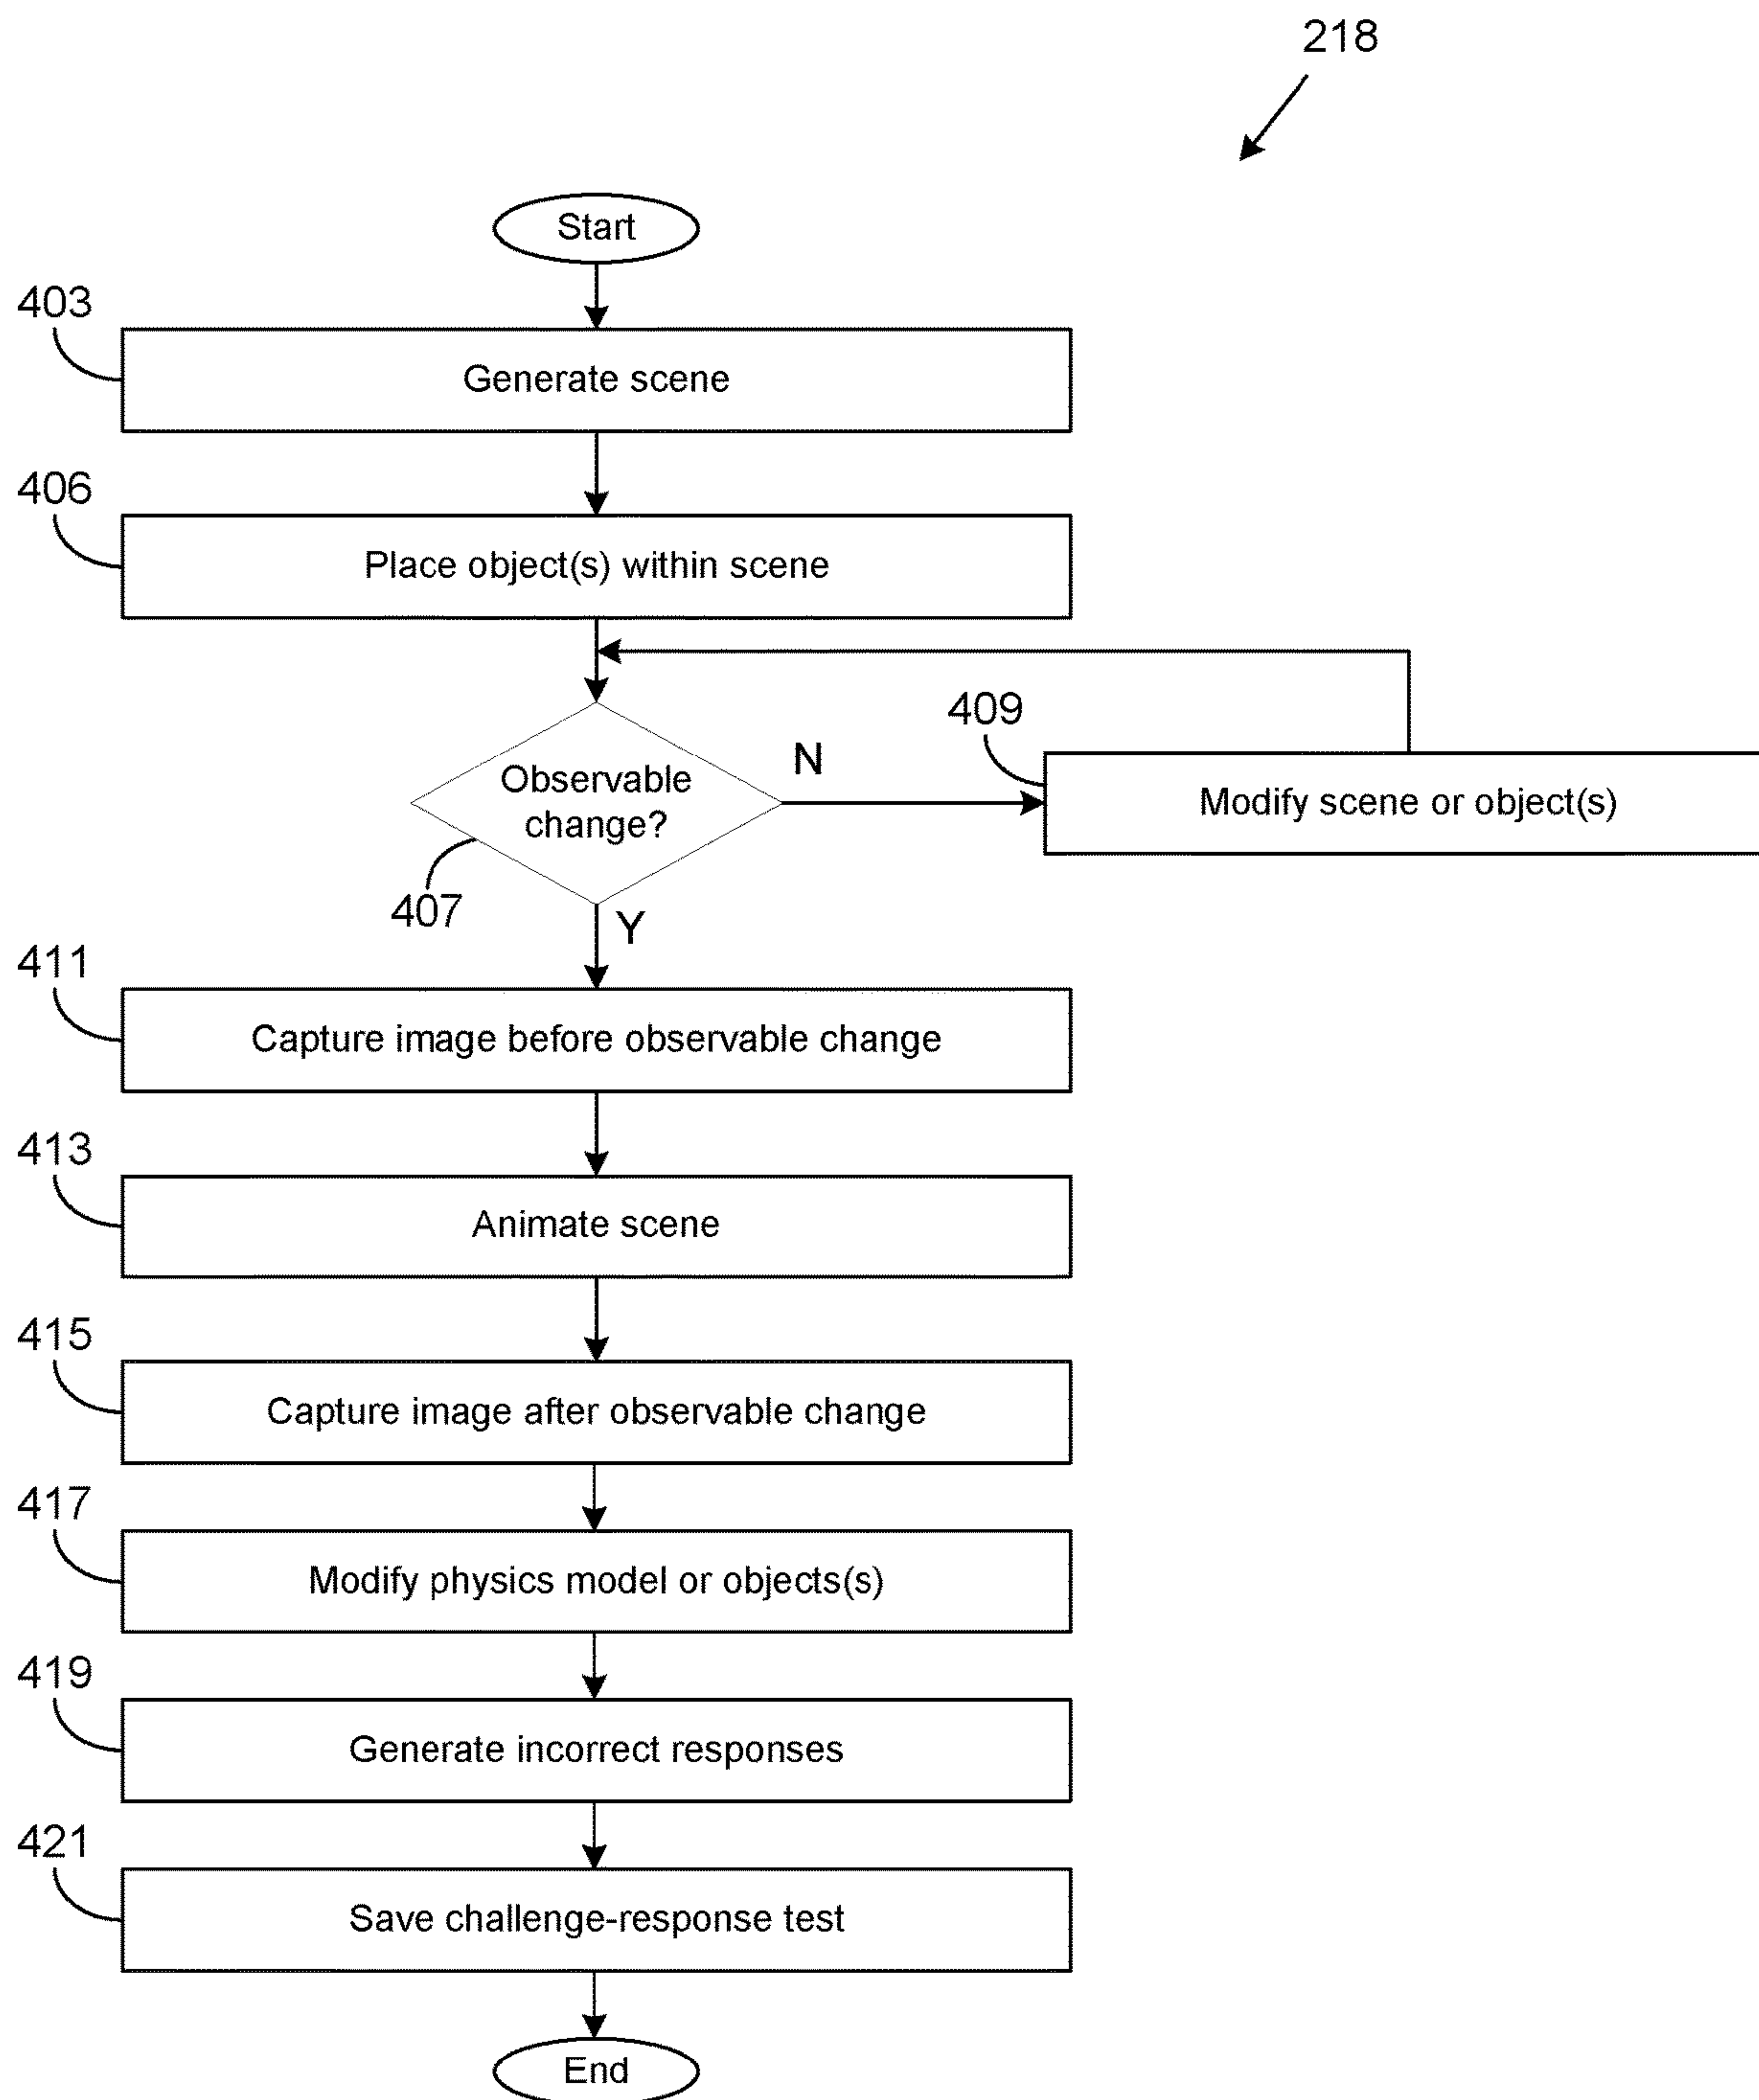 218
Start
403
Generate scene
406
Place object(s) within scene
409
N
Observable
change?
Modify scene or object(s)
407
Y
411
Capture image before observable change
413
Animate scene
415
Capture image after observable change
417
Modify physics model or objects(s)
419
Generate incorrect responses
421
Save challenge-response test
End